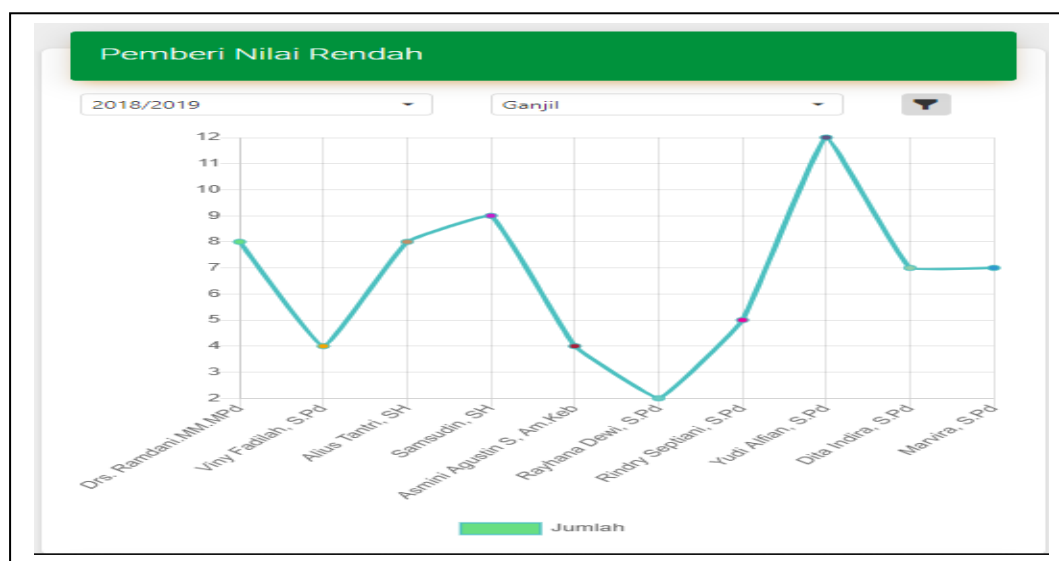 Pemberi Nilai Rendah
2018/2019
Ganjil
12
11
10
9
8
7
6
5
4
3
2
Drs. Ramdani.MM.MPd
Viny Fadilah, S.Pd
Alius Tantri, SH
Samsudin, SH
Asmini Agustin S. Am.Keb
Rayhana Dewi, S.Pd
Rindry Septiani, S.Pd
Yudi Alfian, S.Pd
Dita Indira, S.Pd
Marvira, S.Pd
Jumlah